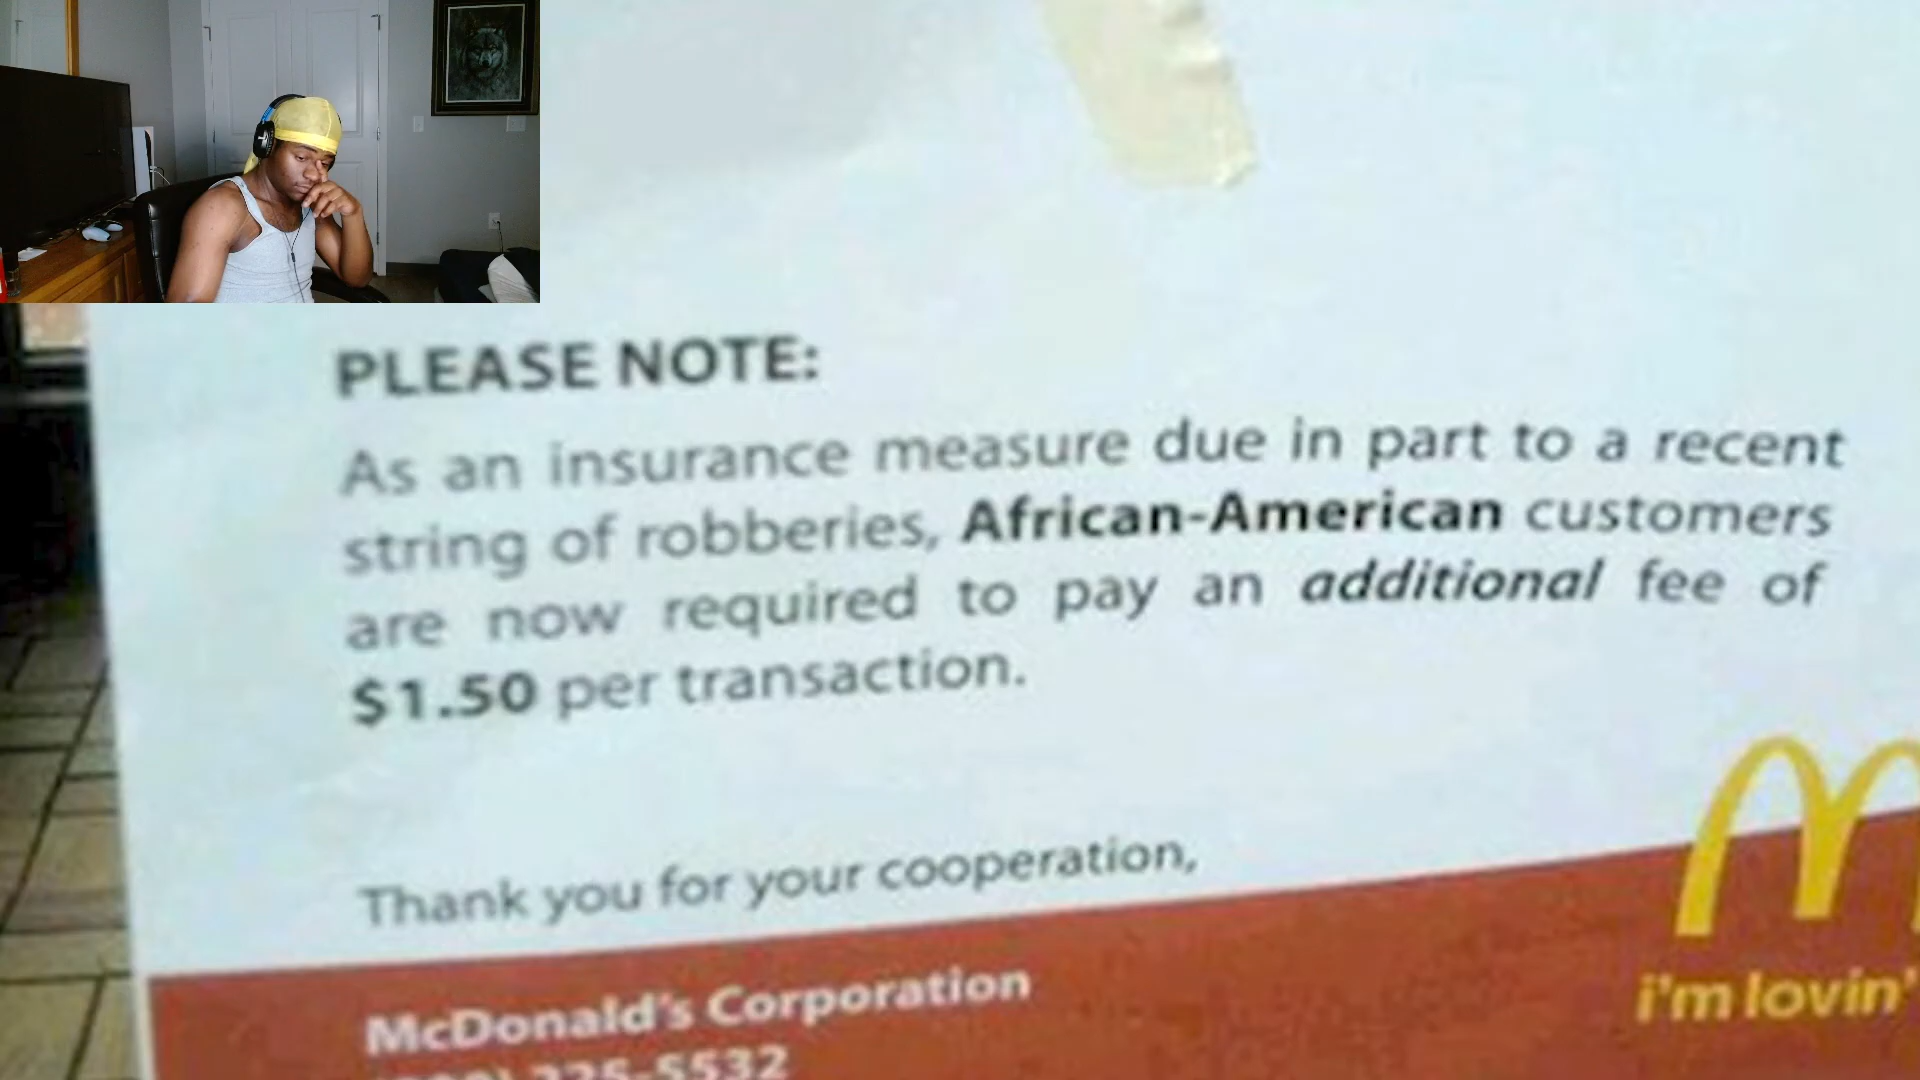 PLEASE NOTE:
As an insurance measure due in part to a recent
string of robberies, African-American customers
are now required to pay an additional fee of
$1.50 per transaction.
Thank you for your cooperation,
McDonald's Corporation
225-5532
i'm lovin'